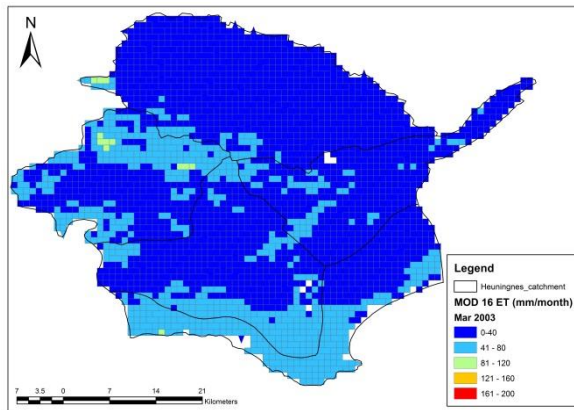 N
Legend
Heuningnes_catchment
MOD 16 ET (mm/month)
Mar 2003
0-40
41 - 80
81 - 120
121 - 160
161 - 200
7 3.5 0 7 14 21
Kilometers